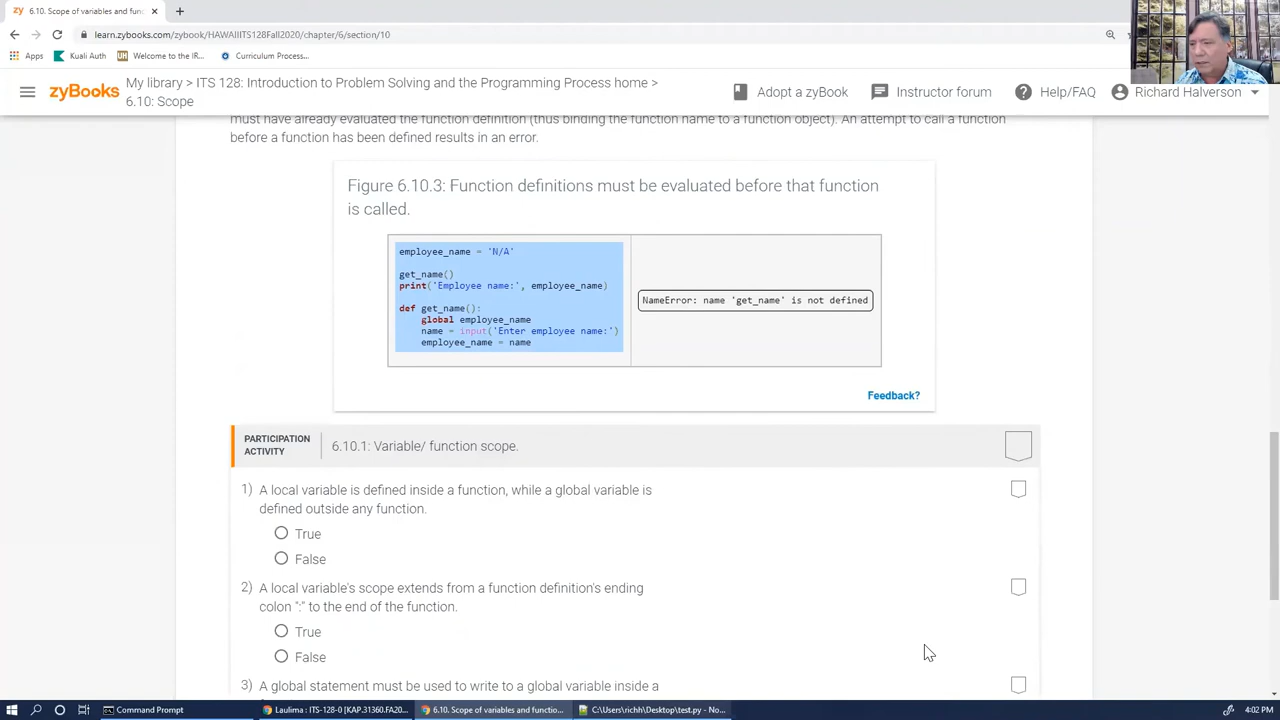 6.10. Scope of variables and func
learn.zybooks.com/zybook/HAWAIIITS128Fall2020/chapter/6/section/10
Apps
Kuali Auth
Welcome to the IR...
Curriculum Process...
zyBooks
My library > ITS 128: Introduction to Problem Solving and the Programming Process home >
6.10: Scope
Adopt a zyBook
Instructor forum
Help/FAQ
Richard Halverson
must have already evaluated the function definition (thus binding the function name to a function object). An attempt to call a function
before a function has been defined results in an error.
Figure 6.10.3: Function definitions must be evaluated before that function
is called.
employee_name = 'N/A'
get_name()
print('Employee name:', employee_name)
def get_name():
global employee_name
name = input('Enter employee name:')
employee_name = name
NameError: name 'get_name' is not defined
Feedback?
PARTICIPATION
ACTIVITY
6.10.1: Variable/ function scope.
1) A local variable is defined inside a function, while a global variable is
defined outside any function.
True
False
2) A local variable's scope extends from a function definition's ending
colon ":" to the end of the function.
True
False
3) A global statement must be used to write to a global variable inside a
Command Prompt
Laulima : ITS-128-0 [KAP.31360.FA20...
6.10. Scope of variables and functio...
C:\Users\richh\Desktop\test.py - No...
4:02 PM